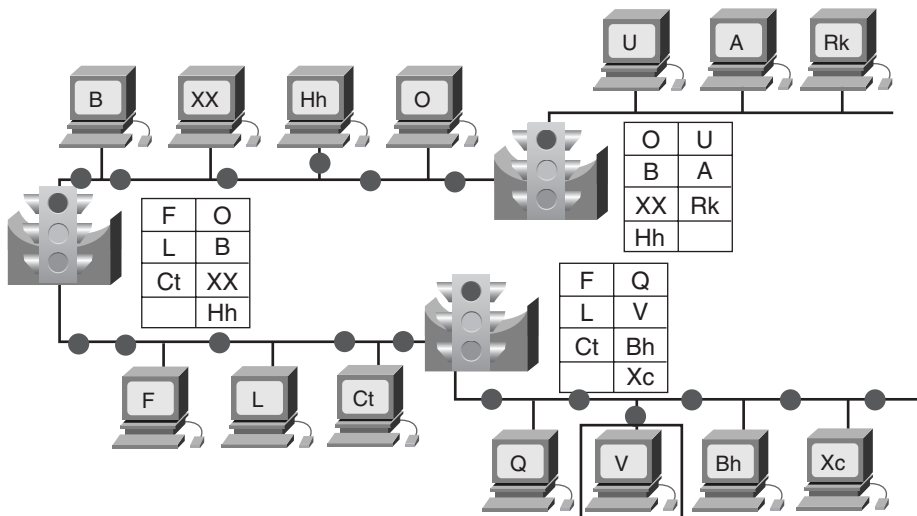 U A Rk
B XX Hh O
O U
B A
XX Rk
Hh
F O
L B
Ct XX
Hh
F Q
L V
Ct Bh
Xc
F L Ct
Q V Bh Xc